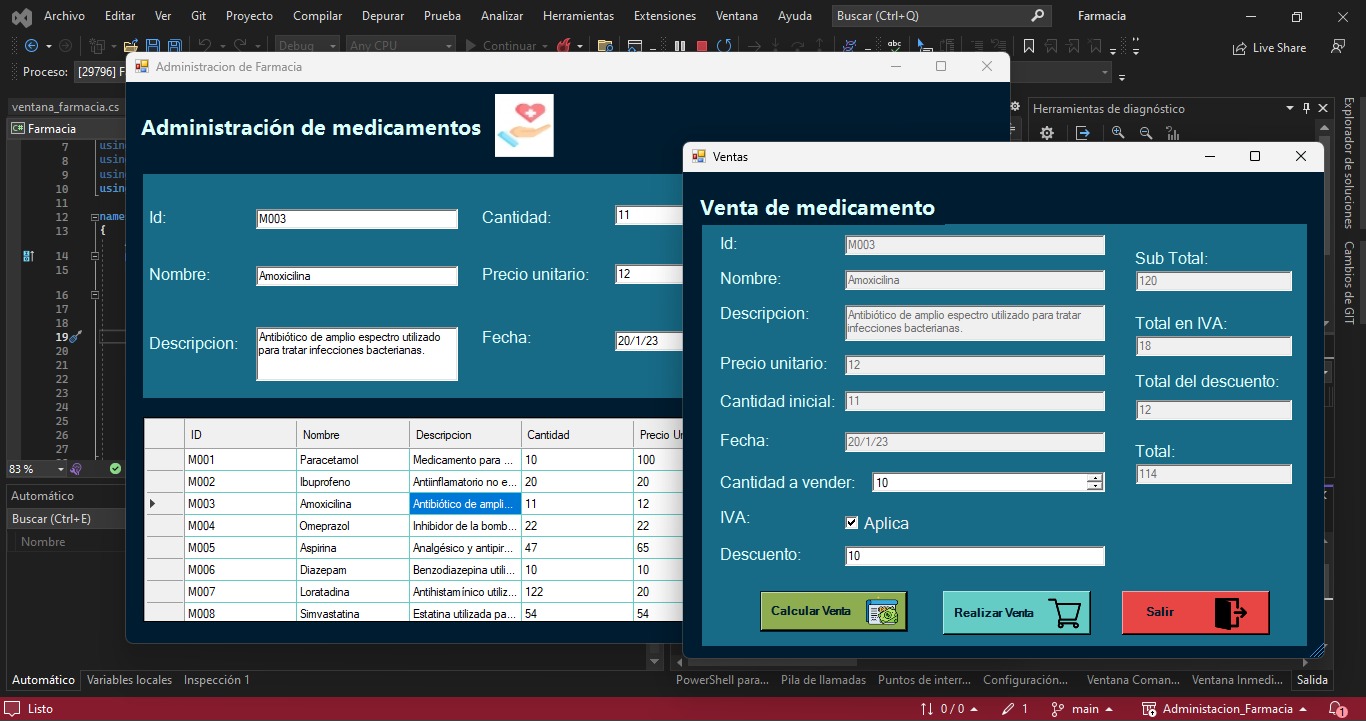 Archivo Editar Ver Git Proyecto Compilar Depurar Prueba Analizar Herramientas Extensiones Ventana Ayuda Buscar (Ctrl+Q) Farmacia
Debug Any CPU Continuar abc Live Share
Proceso: [29796] F
Administracion de Farmacia
ventana_farmacia.cs
Herramientas de diagnóstico
C# Farmacia
Explorador de soluciones
Cambios de GIT
7 usin
8 usin
9 usin
10 usin
11
12 name
13 {
14
15
16
17
18
19
20
21
22
23
24
25
26
27
83 %
Automático
Buscar (Ctrl+E)
Nombre
Administración de medicamentos
Id: M003 Cantidad: 11
Nombre: Amoxicilina Precio unitario: 12
Descripcion: Antibiótico de amplio espectro utilizado
para tratar infecciones bacterianas.
Fecha: 20/1/23
ID Nombre Descripcion Cantidad Precio Un
M001 Paracetamol Medicamento para ... 10 100
M002 Ibuprofeno Antiinflamatorio no e... 20 20
M003 Amoxicilina Antibiótico de ampli... 11 12
M004 Omeprazol Inhibidor de la bomb... 22 22
M005 Aspirina Analgésico y antipir... 47 65
M006 Diazepam Benzodiazepina utili... 10 10
M007 Loratadina Antihistamínico utiliz... 122 20
M008 Simvastatina Estatina utilizada pa... 54 54
Ventas
Venta de medicamento
Id: M003
Nombre: Amoxicilina
Descripcion: Antibiótico de amplio espectro utilizado para tratar
infecciones bacterianas.
Precio unitario: 12
Cantidad inicial: 11
Fecha: 20/1/23
Cantidad a vender: 10
IVA: Aplica
Descuento: 10
Sub Total:
120
Total en IVA:
18
Total del descuento:
12
Total:
114
Calcular Venta Realizar Venta Salir
Automático Variables locales Inspección 1
PowerShell para... Pila de llamadas Puntos de interr... Configuración... Ventana Coman... Ventana Inmedi... Salida
Listo 0 / 0 1 main Administacion_Farmacia 1